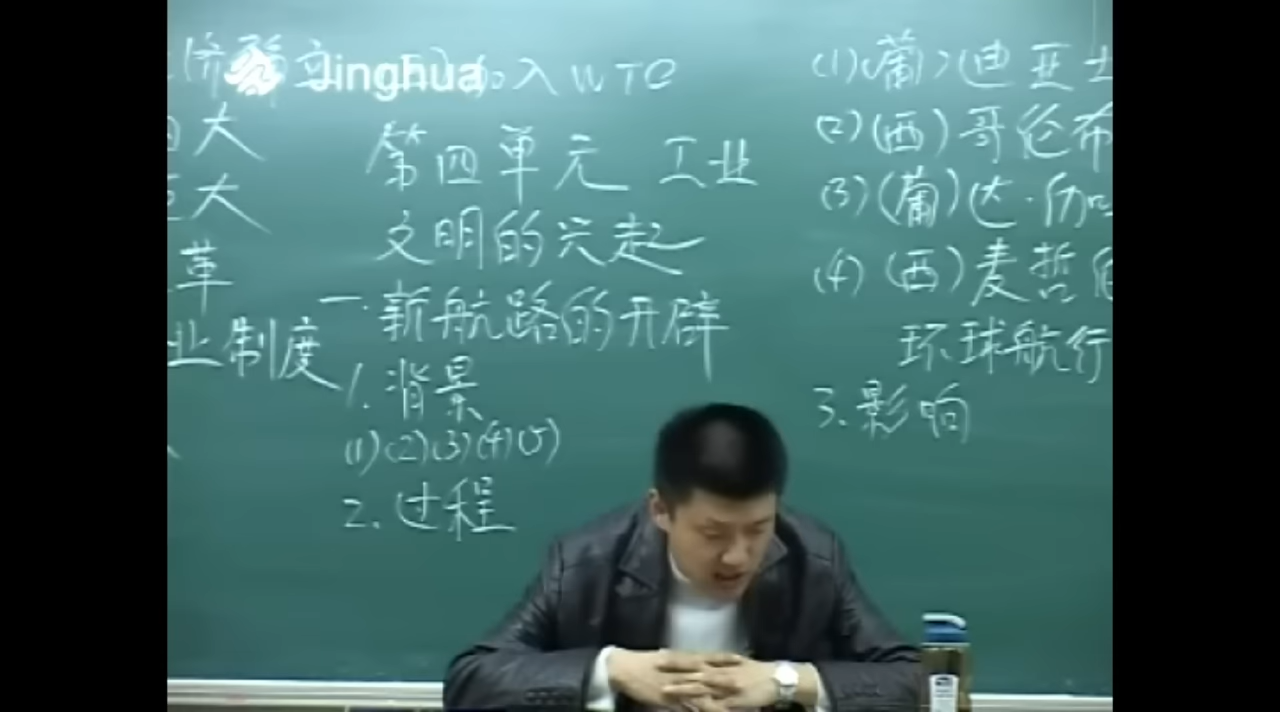 Jinghua
加入WTO
大
大
革
业制度
第四单元 工业
文明的兴起
一.新航路的开辟
1.背景
(1)(2)(3)(4)(5)
2.过程
(1)(葡)迪亚士
(2)(西)哥伦布
(3)(葡)达·伽
(4)(西)麦哲伦
环球航行
3.影响